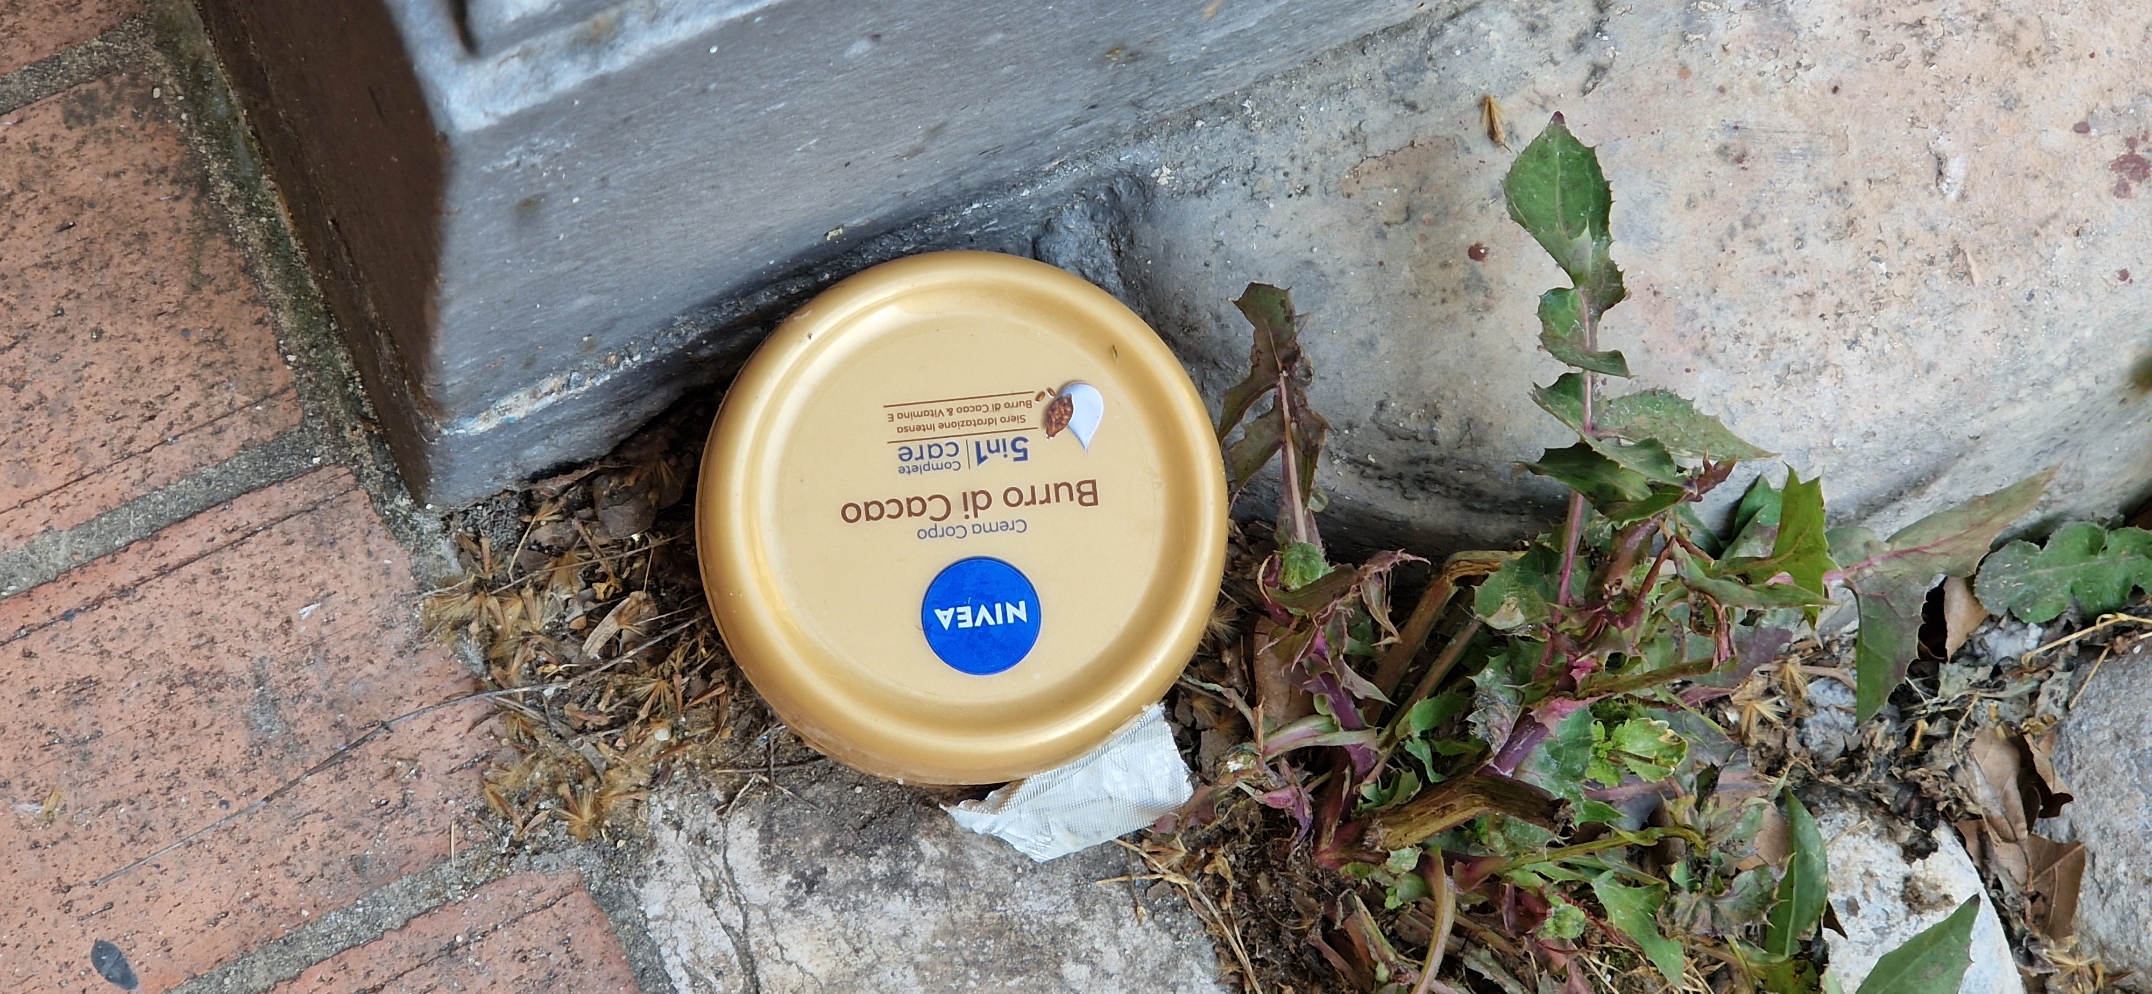 NIVEA
Crema Corpo
Burro di Cacao
5in1 Complete care
Siero Idratazione Intensa
Burro di Cacao & Vitamina E